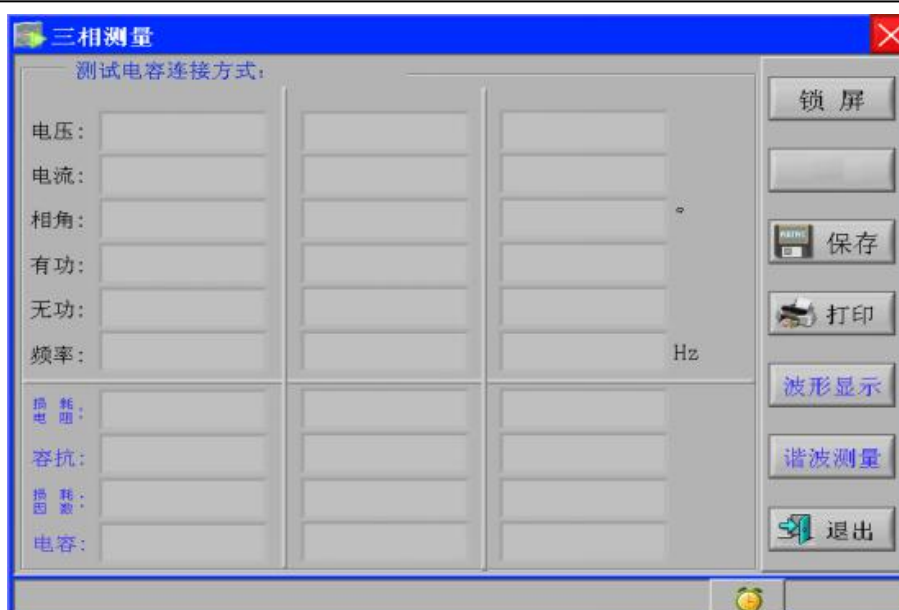 三相测量
测试电容连接方式:
电压:
电流:
相角:
°
有功:
无功:
频率:
Hz
损耗电阻:
容抗:
损耗因数:
电容:
锁屏
保存
打印
波形显示
谐波测量
退出